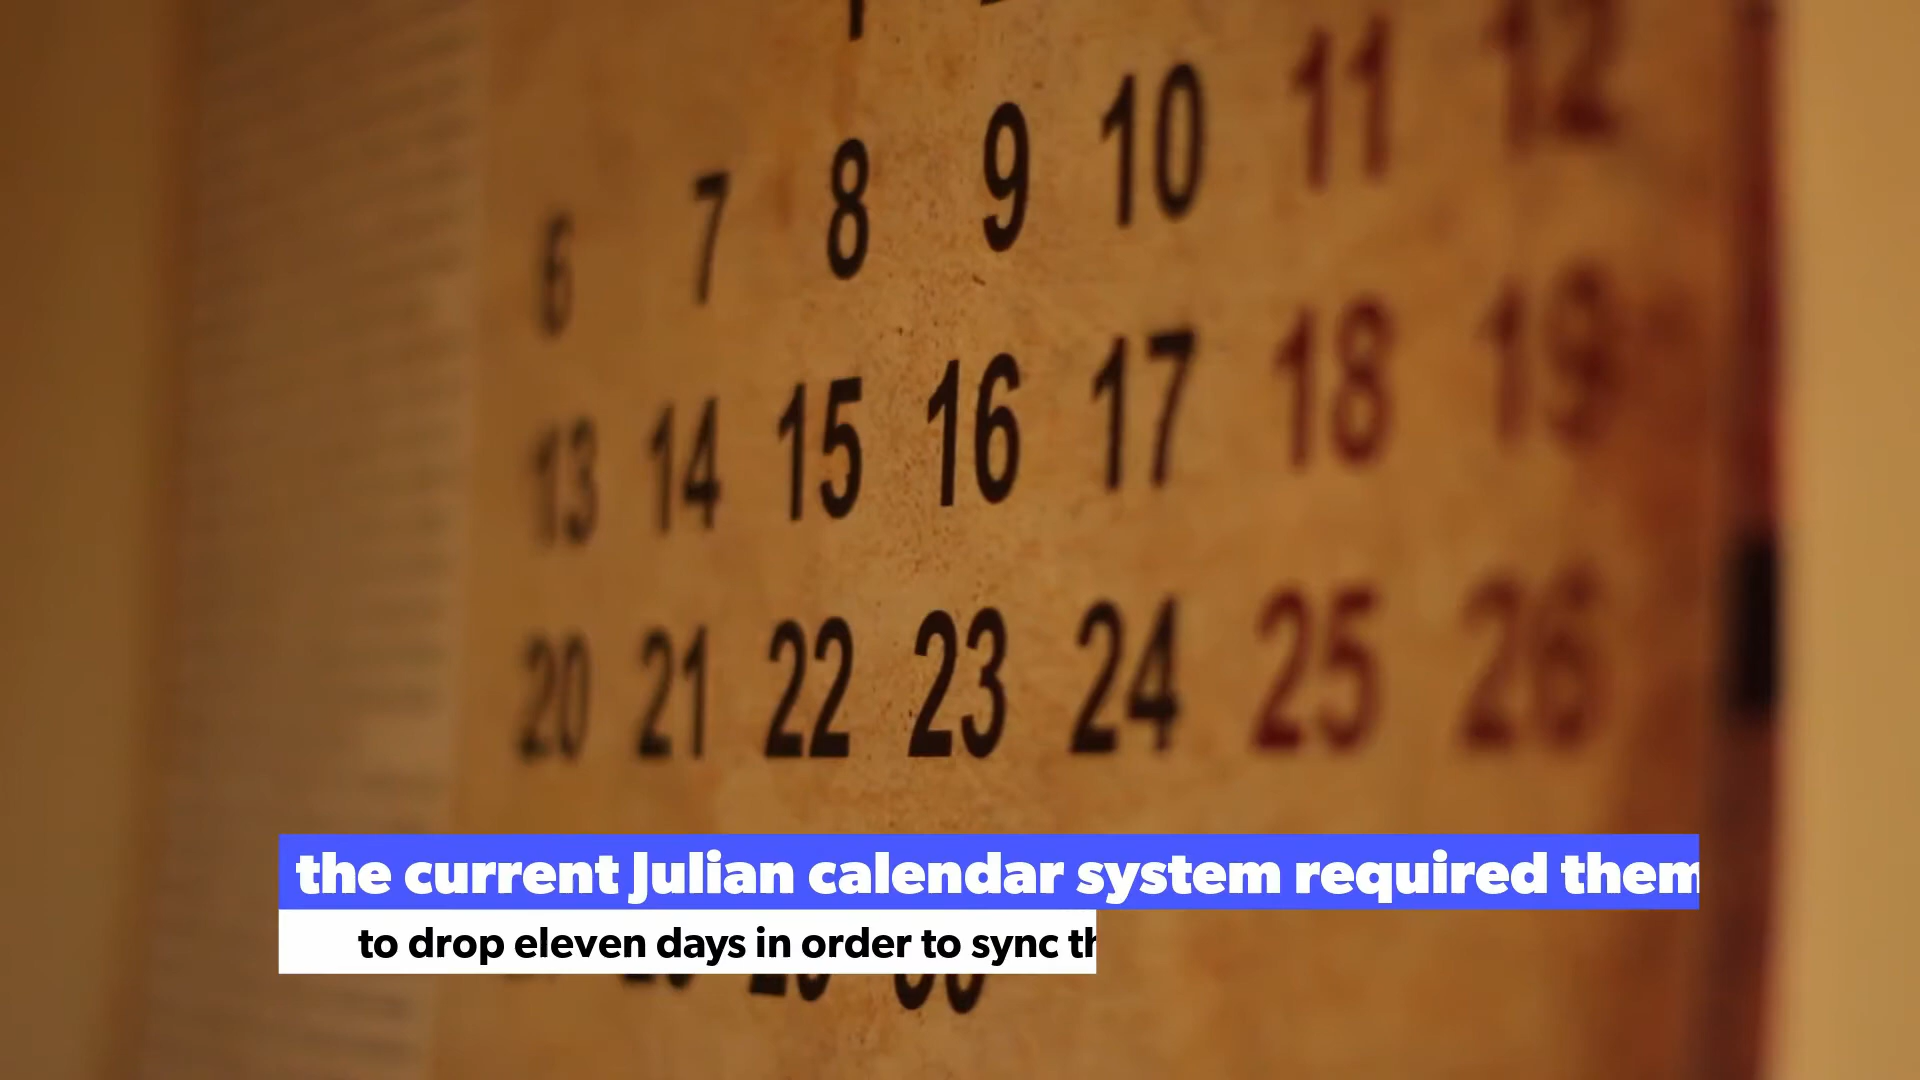 6 7 8 9 10 11 12
13 14 15 16 17 18 19
20 21 22 23 24 25 26
the current Julian calendar system required them
to drop eleven days in order to sync th